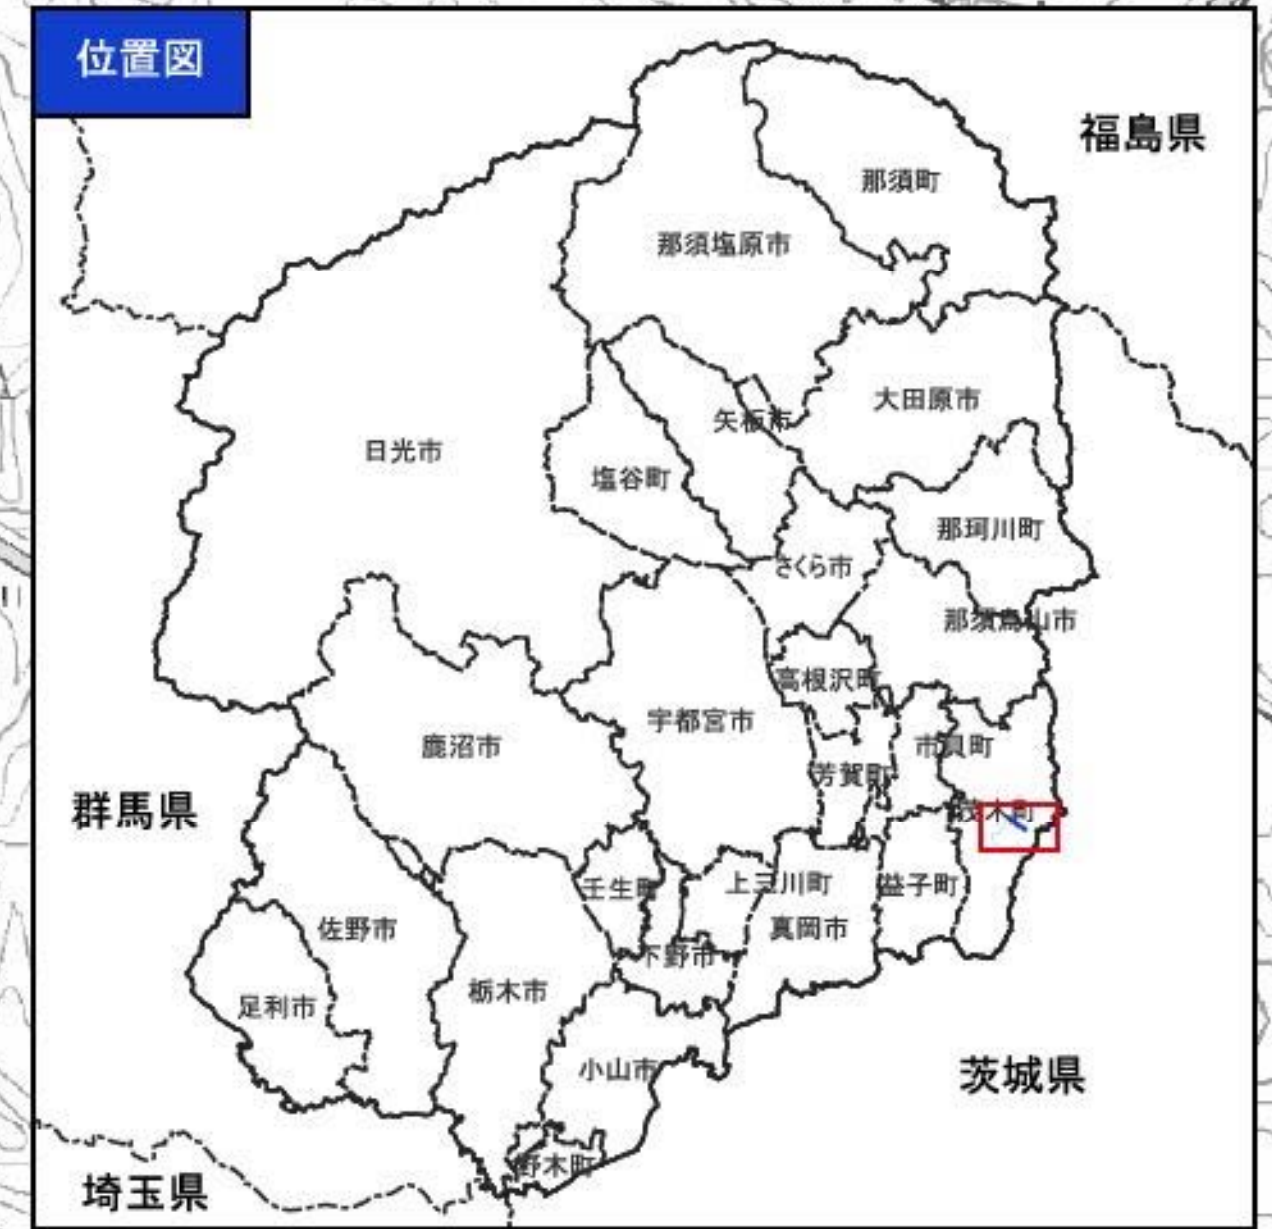 位置図
福島県
那須町
那須塩原市
大田原市
矢板市
日光市
塩谷町
那珂川町
さくら市
那須烏山市
高根沢町
宇都宮市
鹿沼市
市貝町
芳賀町
群馬県
茂木町
壬生町
上三川町
益子町
佐野市
真岡市
下野市
栃木市
足利市
小山市
茨城県
野木町
埼玉県